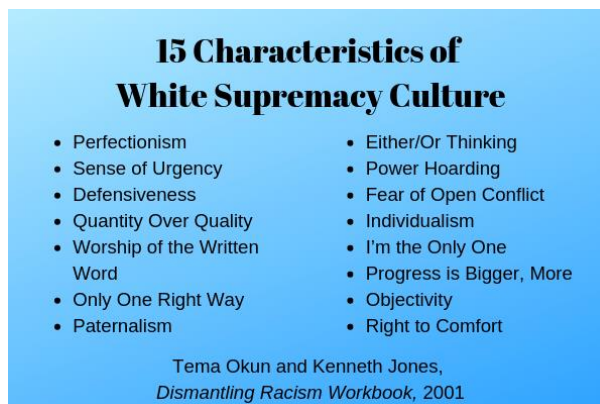 15 Characteristics of
White Supremacy Culture
• Perfectionism
• Sense of Urgency
• Defensiveness
• Quantity Over Quality
• Worship of the Written
Word
• Only One Right Way
• Paternalism
• Either/Or Thinking
• Power Hoarding
• Fear of Open Conflict
• Individualism
• I'm the Only One
• Progress is Bigger, More
• Objectivity
• Right to Comfort
Tema Okun and Kenneth Jones,
Dismantling Racism Workbook, 2001